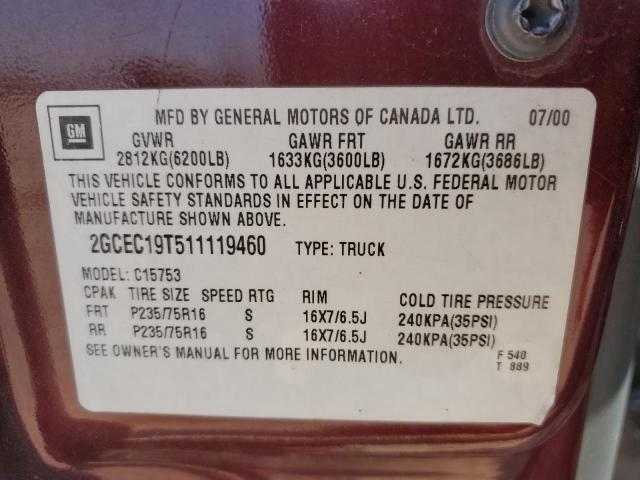 GM
MFD BY GENERAL MOTORS OF CANADA LTD. 07/00
GVWR GAWR FRT GAWR RR
2812KG(6200LB) 1633KG(3600LB) 1672KG(3686LB)
THIS VEHICLE CONFORMS TO ALL APPLICABLE U.S. FEDERAL MOTOR
VEHICLE SAFETY STANDARDS IN EFFECT ON THE DATE OF
MANUFACTURE SHOWN ABOVE.
2GCEC19T511119460 TYPE: TRUCK
MODEL: C15753
CPAK TIRE SIZE SPEED RTG RIM COLD TIRE PRESSURE
FRT P235/75R16 S 16X7/6.5J 240KPA(35PSI)
RR P235/75R16 S 16X7/6.5J 240KPA(35PSI)
SEE OWNER'S MANUAL FOR MORE INFORMATION. F 540
T 889